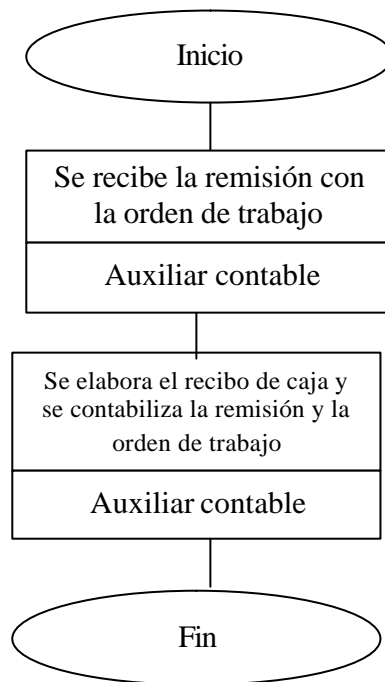 Inicio
Se recibe la remisión con
la orden de trabajo
Auxiliar contable
Se elabora el recibo de caja y
se contabiliza la remisión y la
orden de trabajo
Auxiliar contable
Fin